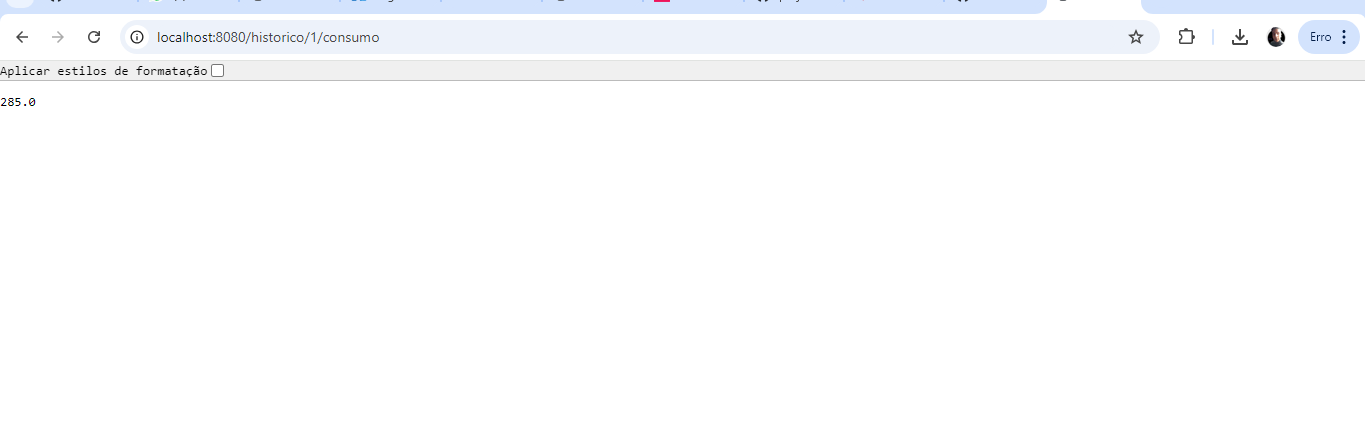 localhost:8080/historico/1/consumo
Erro
Aplicar estilos de formatação
285.0